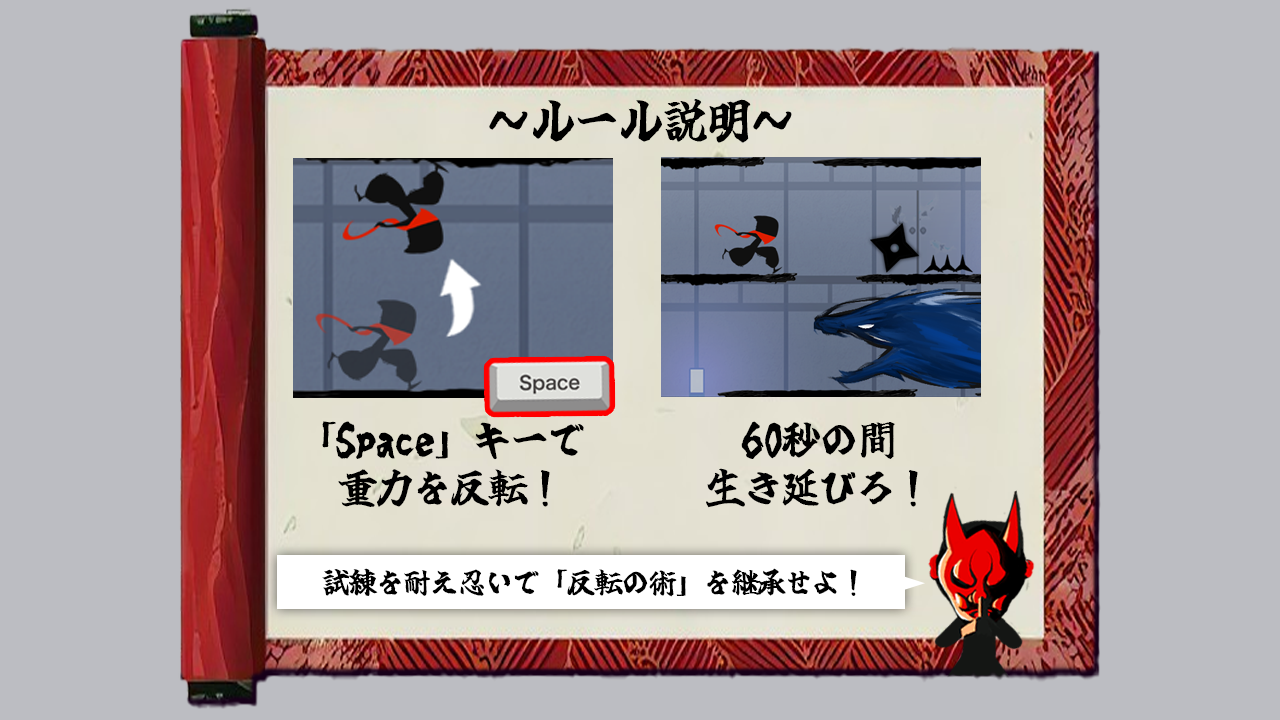 ～ルール説明～
Space
「Space」キーで
重力を反転！
60秒の間
生き延びろ！
試練を耐え忍いで「反転の術」を継承せよ！